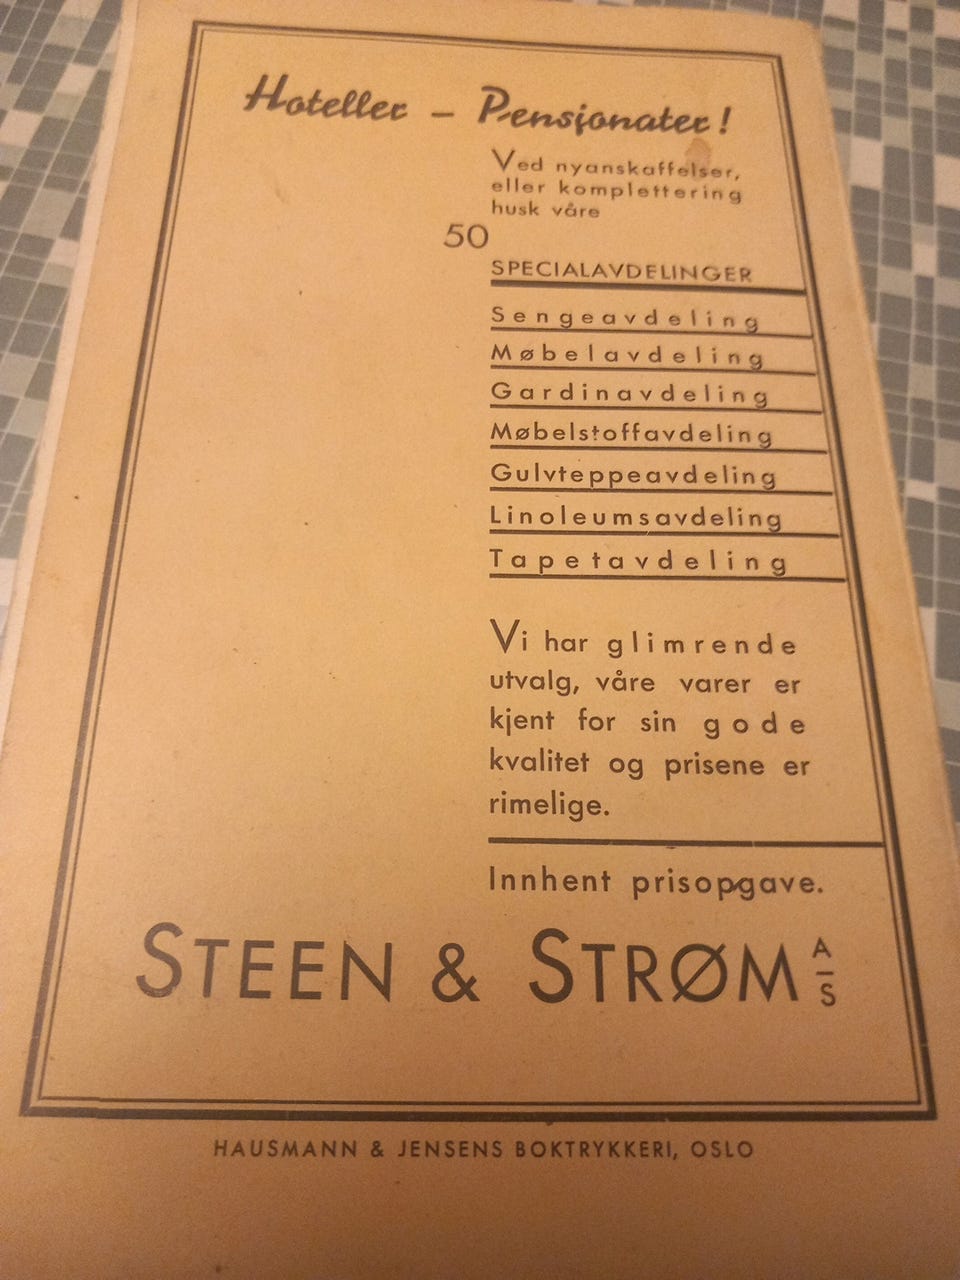 Hoteller – Pensjonater!
Ved nyanskaffelser,
eller komplettering
husk våre
50
SPECIALAVDELINGER
Sengeavdeling
Møbelavdeling
Gardinavdeling
Møbelstoffavdeling
Gulvteppeavdeling
Linoleumsavdeling
Tapetavdeling
Vi har glimrende
utvalg, våre varer er
kjent for sin gode
kvalitet og prisene er
rimelige.
Innhent prisopgave.
STEEN & STRØM A/S
HAUSMANN & JENSENS BOKTRYKKERI, OSLO